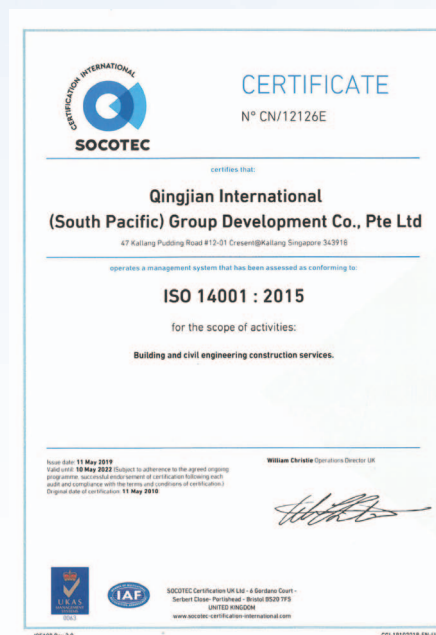 CERTIFICATION INTERNATIONAL
SOCOTEC
CERTIFICATE
N° CN/12126E
certifies that:
Qingjian International
(South Pacific) Group Development Co., Pte Ltd
47 Kallang Pudding Road #12-01 Cresent@Kallang Singapore 349318
operates a management system that has been assessed as conforming to:
ISO 14001 : 2015
for the scope of activities:
Building and civil engineering construction services.
Issue date: 11 May 2019
Valid until: 10 May 2022 (Subject to adherence to the agreed ongoing
programme, successful endorsement of certification following each
audit and compliance with the terms and conditions of certification.)
Original date of certification: 11 May 2010
William Christie Operations Director UK
UKAS
MANAGEMENT
SYSTEMS
0063
IAF
SOCOTEC Certification UK Ltd - 6 Gordano Court -
Serbert Close- Portishead - Bristol BS20 7FS
UNITED KINGDOM
www.socotec-certification-international.com